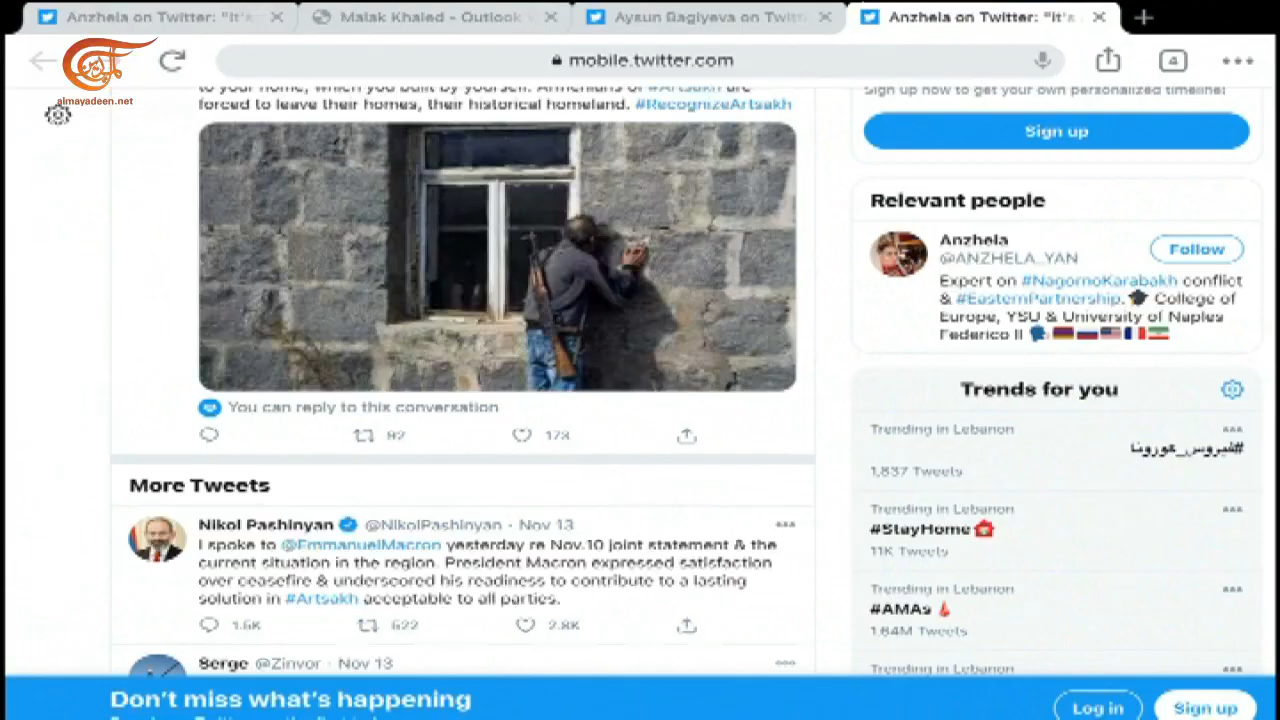 Anzhela on Twitter: "It's
Malak Khaled - Outlook
Aysun Bagiyeva on Twitt
Anzhela on Twitter: "It's
mobile.twitter.com
4
الميادين
almayadeen.net
to your home, which you built by yourself. Armenians of #Artsakh are
forced to leave their homes, their historical homeland. #RecognizeArtsakh
You can reply to this conversation
92 173
More Tweets
Nikol Pashinyan @NikolPashinyan · Nov 13
I spoke to @EmmanuelMacron yesterday re Nov.10 joint statement & the
current situation in the region. President Macron expressed satisfaction
over ceasefire & underscored his readiness to contribute to a lasting
solution in #Artsakh acceptable to all parties.
1.5K 522 2.8K
Serge @Zinvor · Nov 13
Sign up now to get your own personalized timeline!
Sign up
Relevant people
Anzhela
@ANZHELA_YAN
Follow
Expert on #NagornoKarabakh conflict
& #EasternPartnership. 🎓 College of
Europe, YSU & University of Naples
Federico II
Trends for you
Trending in Lebanon
#فيروس_كورونا
1,837 Tweets
Trending in Lebanon
#StayHome
11K Tweets
Trending in Lebanon
#AMAs
1.64M Tweets
Trending in Lebanon
Don't miss what's happening
Log in
Sign up